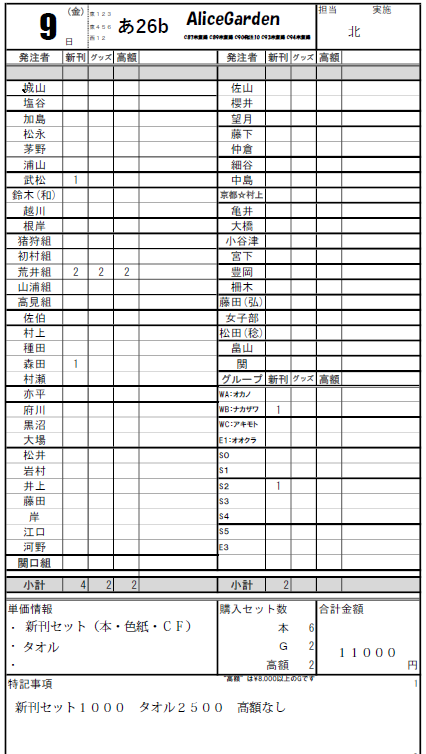 9
(金)
日
東123
東456
西12
あ26b
AliceGarden
担当 実施
北
発注者 新刊 グッズ 高額 発注者 新刊 グッズ 高額
城山 佐山
塩谷 櫻井
加島 望月
松永 藤下
茅野 仲倉
浦山 細谷
武松 1 中島
鈴木(和) 京都☆村上
越川 亀井
根岸 大橋
猪狩組 小谷津
初村組 宮下
荒井組 2 2 2 豊岡
山浦組 柵木
高見組 藤田(弘)
佐伯 女子部
村上 松田(稔)
種田 畠山
森田 1 関
村瀬 グループ 新刊 グッズ 高額
亦平 WA:オカノ
府川 WB:ナカザワ 1
黒沼 WC:アキモト
大場 E1:オオクラ
松井 S0
岩村 S1
井上 S2 1
藤田 S3
岸 S4
江口 S5
河野 E3
関口組
小計 4 2 2 小計 2
単価情報 購入セット数 合計金額
・ 新刊セット(本・色紙・CF) 本 6
・ タオル G 2 11000
・ 高額 2 円
"高額" は¥8,000以上のGです
特記事項 1
新刊セット1000 タオル2500 高額なし